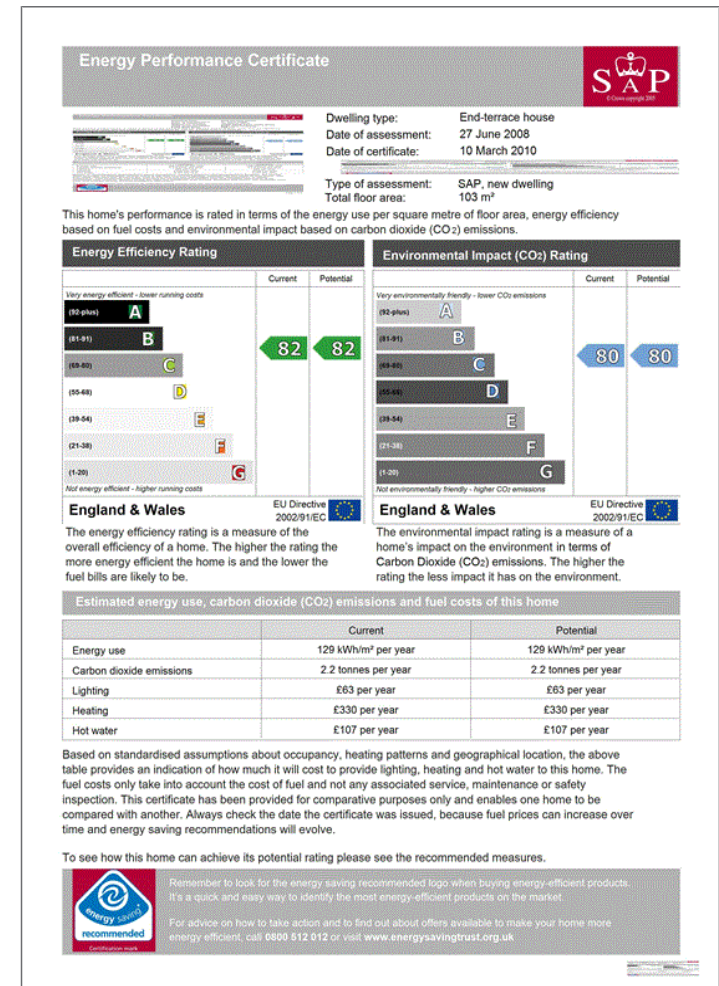 Energy Performance Certificate
SAP
© Crown copyright 2005
Dwelling type: End-terrace house
Date of assessment: 27 June 2008
Date of certificate: 10 March 2010
Type of assessment: SAP, new dwelling
Total floor area: 103 m²
This home's performance is rated in terms of the energy use per square metre of floor area, energy efficiency
based on fuel costs and environmental impact based on carbon dioxide (CO2) emissions.
Energy Efficiency Rating
Current Potential
Very energy efficient - lower running costs
(92-plus) A
(81-91) B
82 82
(69-80) C
(55-68) D
(39-54) E
(21-38) F
(1-20) G
Not energy efficient - higher running costs
England & Wales
EU Directive
2002/91/EC
The energy efficiency rating is a measure of the
overall efficiency of a home. The higher the rating the
more energy efficient the home is and the lower the
fuel bills are likely to be.
Environmental Impact (CO2) Rating
Current Potential
Very environmentally friendly - lower CO2 emissions
(92-plus) A
(81-91) B
(69-80) C
80 80
(55-68) D
(39-54) E
(21-38) F
(1-20) G
Not environmentally friendly - higher CO2 emissions
England & Wales
EU Directive
2002/91/EC
The environmental impact rating is a measure of a
home's impact on the environment in terms of
Carbon Dioxide (CO2) emissions. The higher the
rating the less impact it has on the environment.
Estimated energy use, carbon dioxide (CO2) emissions and fuel costs of this home
Current Potential
Energy use 129 kWh/m² per year 129 kWh/m² per year
Carbon dioxide emissions 2.2 tonnes per year 2.2 tonnes per year
Lighting £63 per year £63 per year
Heating £330 per year £330 per year
Hot water £107 per year £107 per year
Based on standardised assumptions about occupancy, heating patterns and geographical location, the above
table provides an indication of how much it will cost to provide lighting, heating and hot water to this home. The
fuel costs only take into account the cost of fuel and not any associated service, maintenance or safety
inspection. This certificate has been provided for comparative purposes only and enables one home to be
compared with another. Always check the date the certificate was issued, because fuel prices can increase over
time and energy saving recommendations will evolve.
To see how this home can achieve its potential rating please see the recommended measures.
energy saving
recommended
Certification mark
Remember to look for the energy saving recommended logo when buying energy-efficient products.
It's a quick and easy way to identify the most energy-efficient products on the market.
For advice on how to take action and to find out about offers available to make your home more
energy efficient, call 0800 512 012 or visit www.energysavingtrust.org.uk